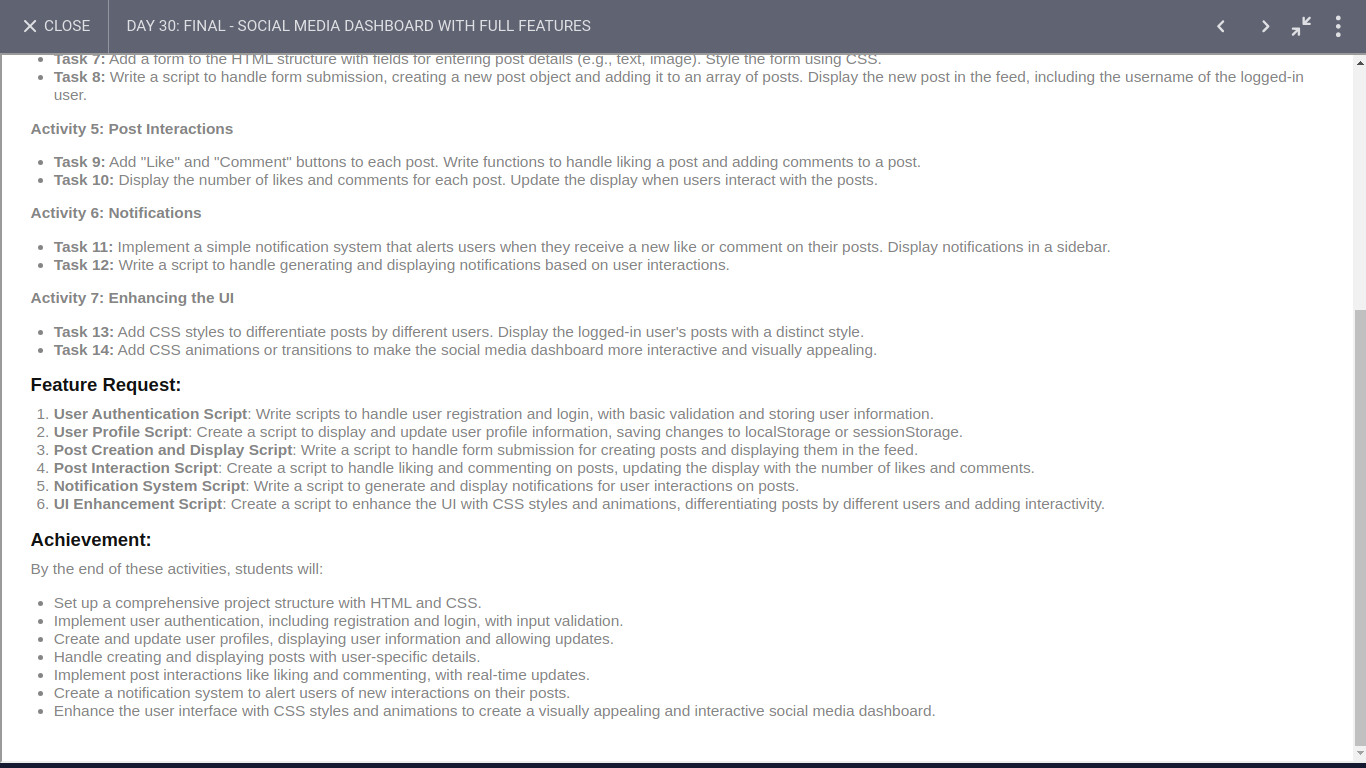 CLOSE
DAY 30: FINAL - SOCIAL MEDIA DASHBOARD WITH FULL FEATURES
Task 7: Add a form to the HTML structure with fields for entering post details (e.g., text, image). Style the form using CSS.
Task 8: Write a script to handle form submission, creating a new post object and adding it to an array of posts. Display the new post in the feed, including the username of the logged-in
user.
Activity 5: Post Interactions
Task 9: Add "Like" and "Comment" buttons to each post. Write functions to handle liking a post and adding comments to a post.
Task 10: Display the number of likes and comments for each post. Update the display when users interact with the posts.
Activity 6: Notifications
Task 11: Implement a simple notification system that alerts users when they receive a new like or comment on their posts. Display notifications in a sidebar.
Task 12: Write a script to handle generating and displaying notifications based on user interactions.
Activity 7: Enhancing the UI
Task 13: Add CSS styles to differentiate posts by different users. Display the logged-in user's posts with a distinct style.
Task 14: Add CSS animations or transitions to make the social media dashboard more interactive and visually appealing.
Feature Request:
1. User Authentication Script: Write scripts to handle user registration and login, with basic validation and storing user information.
2. User Profile Script: Create a script to display and update user profile information, saving changes to localStorage or sessionStorage.
3. Post Creation and Display Script: Write a script to handle form submission for creating posts and displaying them in the feed.
4. Post Interaction Script: Create a script to handle liking and commenting on posts, updating the display with the number of likes and comments.
5. Notification System Script: Write a script to generate and display notifications for user interactions on posts.
6. UI Enhancement Script: Create a script to enhance the UI with CSS styles and animations, differentiating posts by different users and adding interactivity.
Achievement:
By the end of these activities, students will:
Set up a comprehensive project structure with HTML and CSS.
Implement user authentication, including registration and login, with input validation.
Create and update user profiles, displaying user information and allowing updates.
Handle creating and displaying posts with user-specific details.
Implement post interactions like liking and commenting, with real-time updates.
Create a notification system to alert users of new interactions on their posts.
Enhance the user interface with CSS styles and animations to create a visually appealing and interactive social media dashboard.